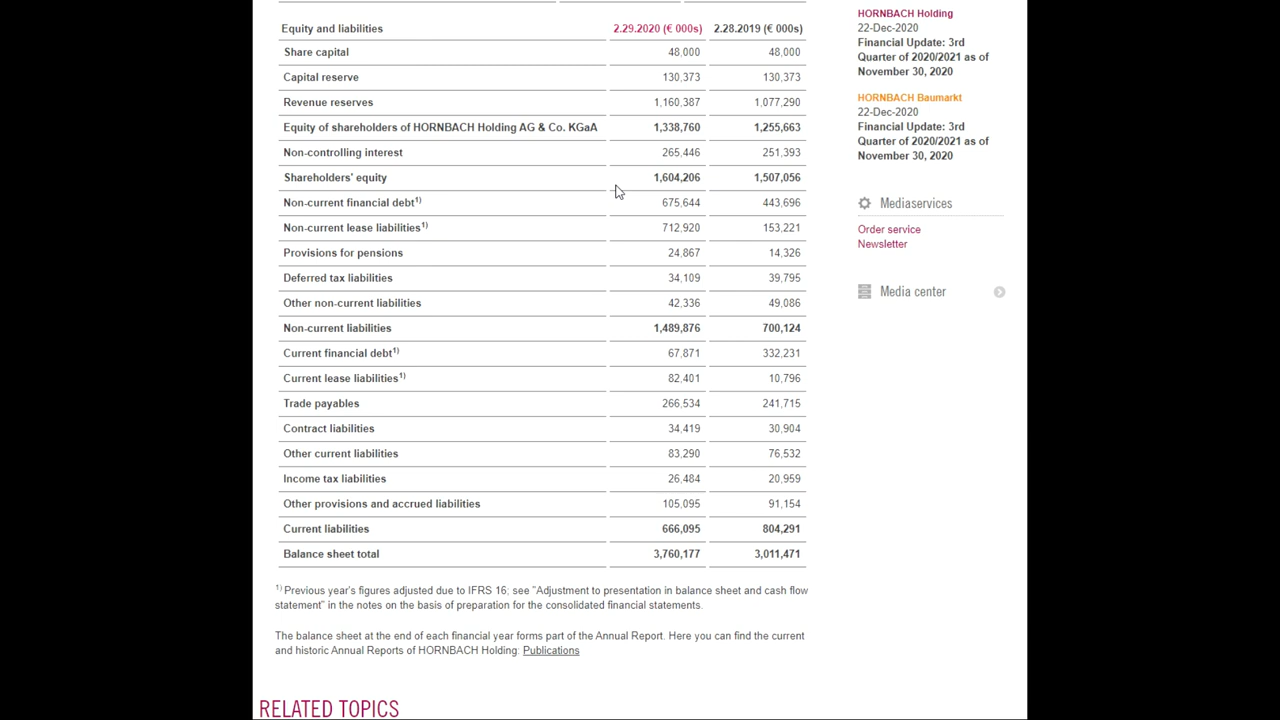 Equity and liabilities 2.29.2020 (€ 000s) 2.28.2019 (€ 000s)
Share capital 48,000 48,000
Capital reserve 130,373 130,373
Revenue reserves 1,160,387 1,077,290
Equity of shareholders of HORNBACH Holding AG & Co. KGaA 1,338,760 1,255,663
Non-controlling interest 265,446 251,393
Shareholders' equity 1,604,206 1,507,056
Non-current financial debt1) 675,644 443,696
Non-current lease liabilities1) 712,920 153,221
Provisions for pensions 24,867 14,326
Deferred tax liabilities 34,109 39,795
Other non-current liabilities 42,336 49,086
Non-current liabilities 1,489,876 700,124
Current financial debt1) 67,871 332,231
Current lease liabilities1) 82,401 10,796
Trade payables 266,534 241,715
Contract liabilities 34,419 30,904
Other current liabilities 83,290 76,532
Income tax liabilities 26,484 20,959
Other provisions and accrued liabilities 105,095 91,154
Current liabilities 666,095 804,291
Balance sheet total 3,760,177 3,011,471
1) Previous year's figures adjusted due to IFRS 16; see "Adjustment to presentation in balance sheet and cash flow
statement" in the notes on the basis of preparation for the consolidated financial statements.
The balance sheet at the end of each financial year forms part of the Annual Report. Here you can find the current
and historic Annual Reports of HORNBACH Holding: Publications
RELATED TOPICS
HORNBACH Holding
22-Dec-2020
Financial Update: 3rd
Quarter of 2020/2021 as of
November 30, 2020
HORNBACH Baumarkt
22-Dec-2020
Financial Update: 3rd
Quarter of 2020/2021 as of
November 30, 2020
Mediaservices
Order service
Newsletter
Media center